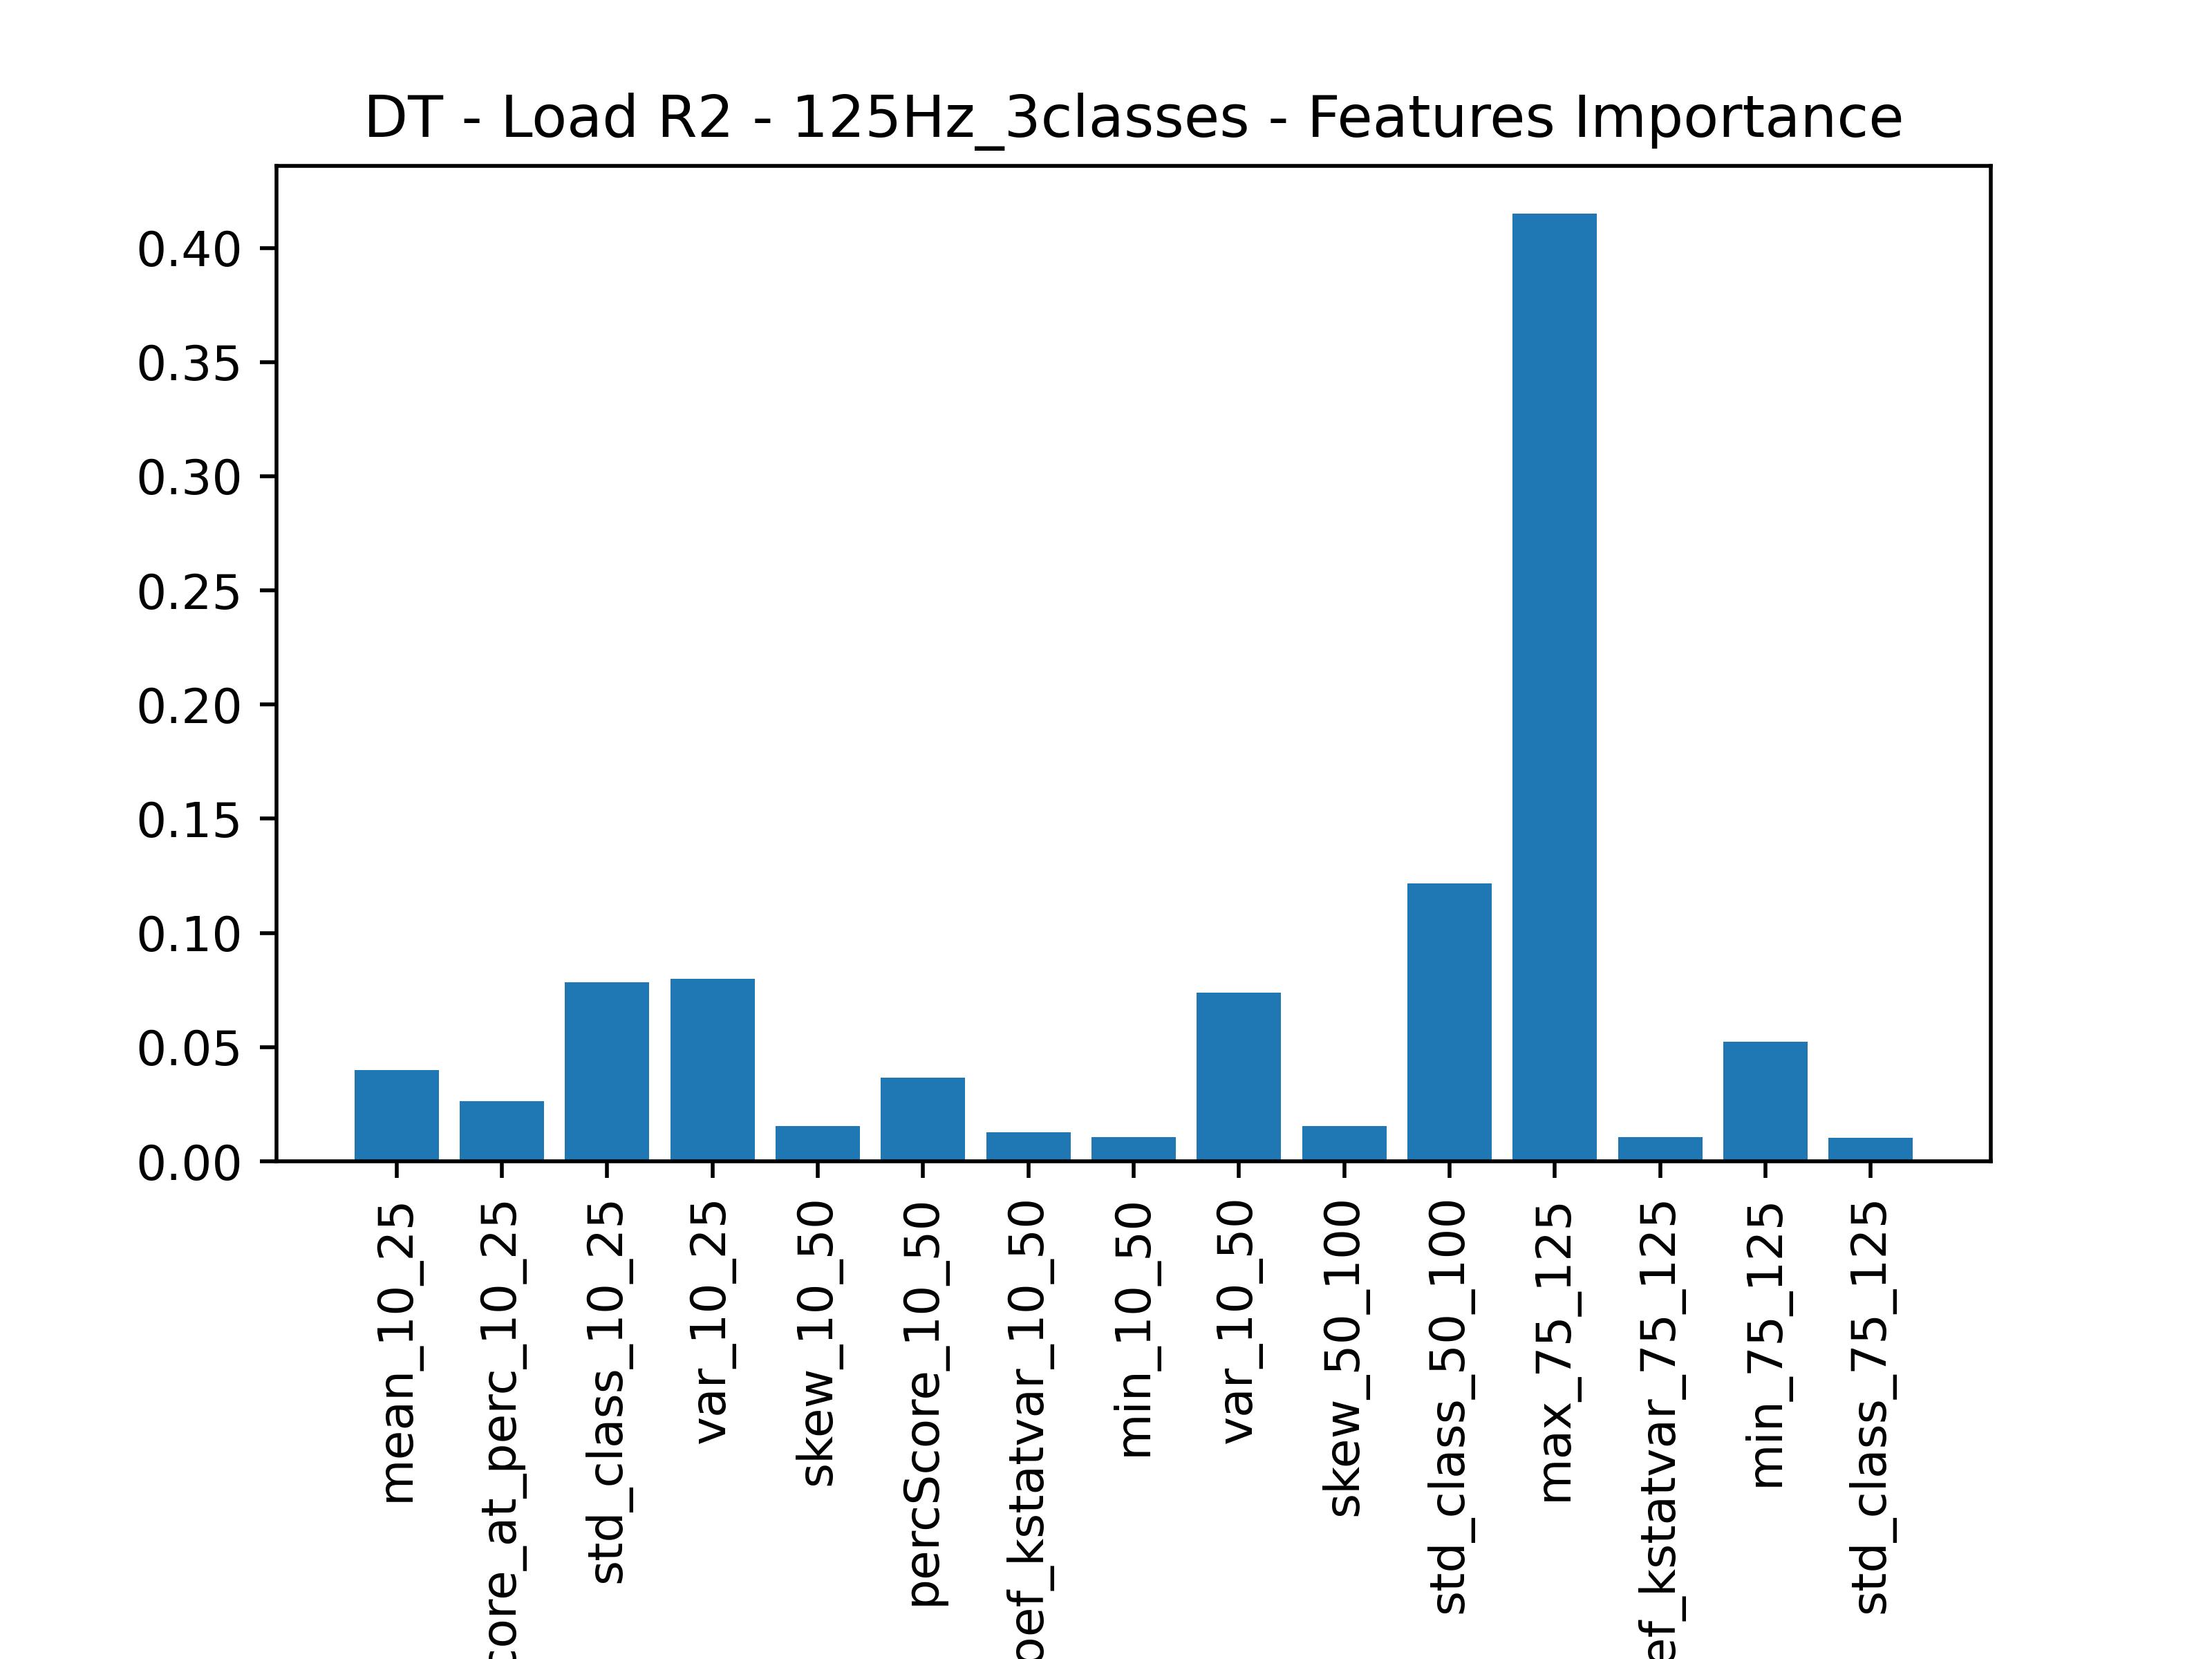 DT - Load R2 - 125Hz_3classes - Features Importance
0.40
0.35
0.30
0.25
0.20
0.15
0.10
0.05
0.00
mean_10_25
core_at_perc_10_25
std_class_10_25
var_10_25
skew_10_50
percScore_10_50
oef_kstatvar_10_50
min_10_50
var_10_50
skew_50_100
std_class_50_100
max_75_125
ef_kstatvar_75_125
min_75_125
std_class_75_125